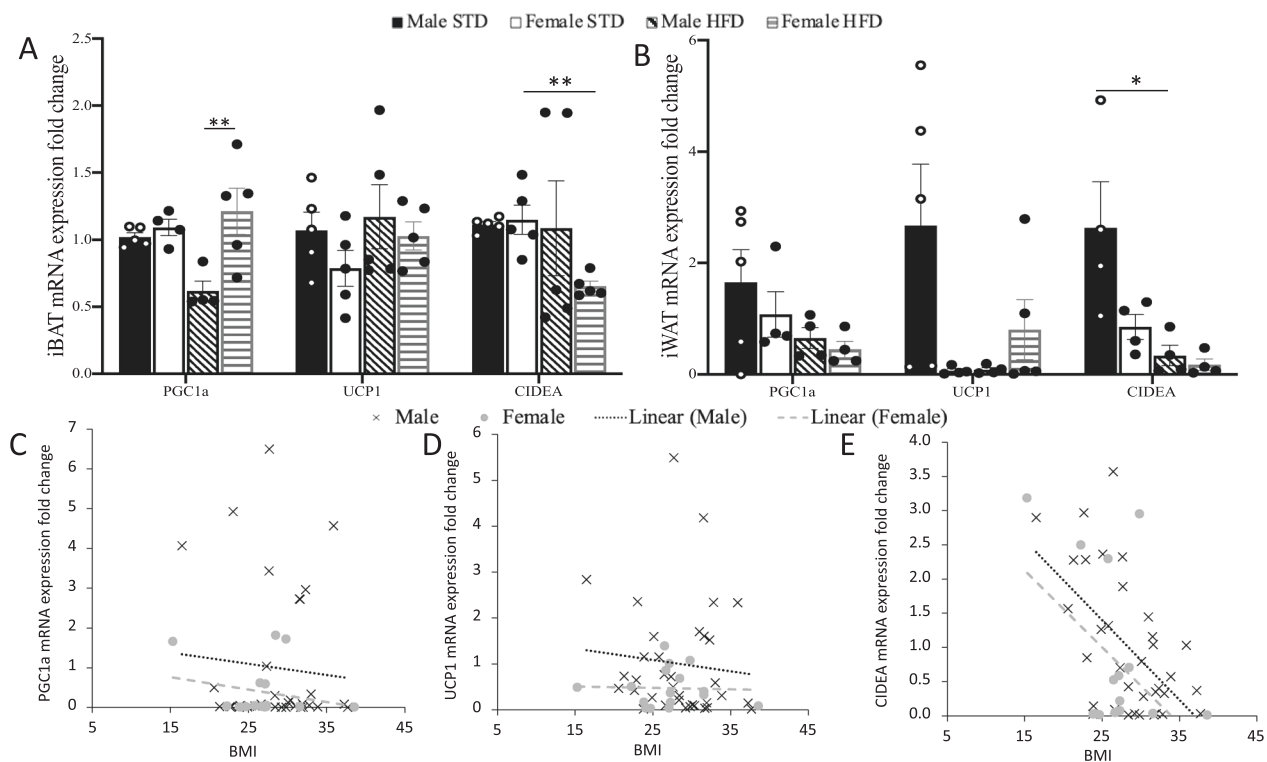 Male STD Female STD Male HFD Female HFD
A
iBAT mRNA expression fold change
2.5
2.0
1.5
1.0
0.5
0.0
**
**
PGC1a UCP1 CIDEA
B
iWAT mRNA expression fold change
6
4
2
0
*
PGC1a UCP1 CIDEA
× Male Female Linear (Male) Linear (Female)
C
PGC1a mRNA expression fold change
7
6
5
4
3
2
1
0
5 15 25 35 45
BMI
D
UCP1 mRNA expression fold change
6
5
4
3
2
1
0
5 15 25 35 45
BMI
E
CIDEA mRNA expression fold change
4.0
3.5
3.0
2.5
2.0
1.5
1.0
0.5
0.0
5 15 25 35 45
BMI